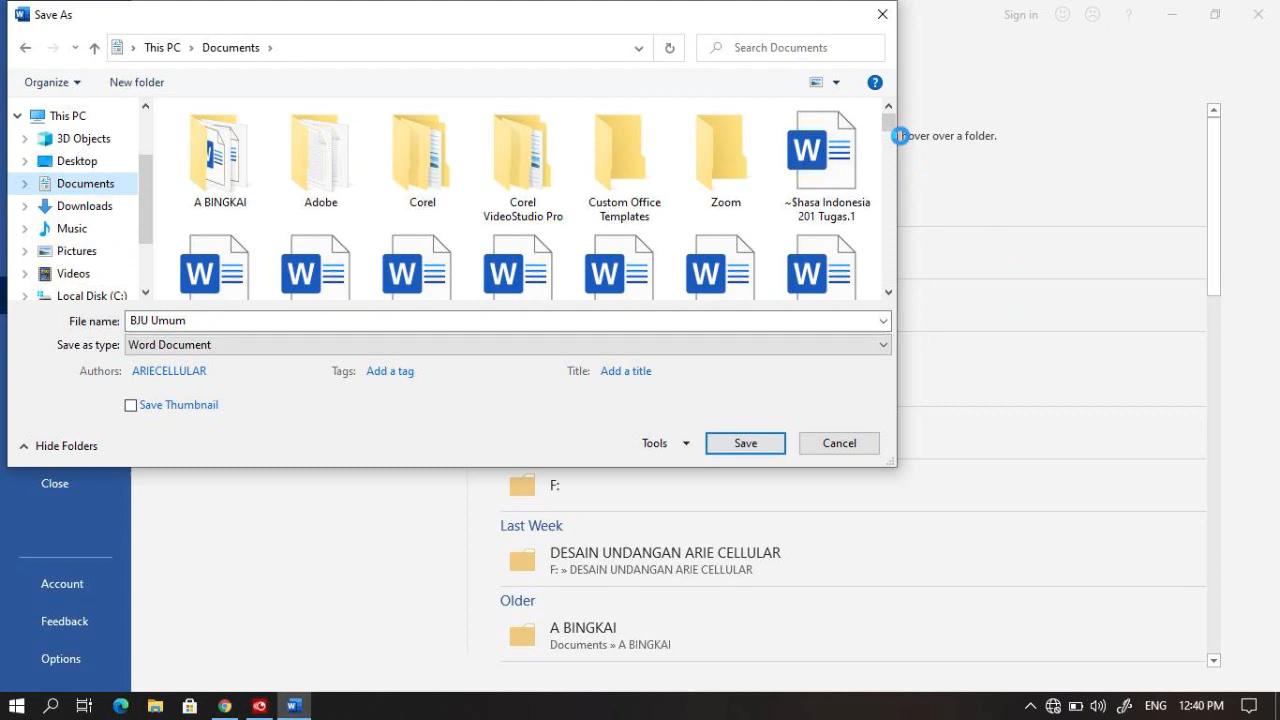 Save As
Sign in
This PC
Documents
Search Documents
Organize
New folder
This PC
3D Objects
Desktop
Documents
Downloads
Music
Pictures
Videos
Local Disk (C:)
A BINGKAI
Adobe
Corel
Corel
VideoStudio Pro
Custom Office
Templates
Zoom
~$hasa Indonesia
201 Tugas.1
hover over a folder.
File name: BJU Umum
Save as type: Word Document
Authors: ARIECELLULAR
Tags: Add a tag
Title: Add a title
Save Thumbnail
Hide Folders
Tools
Save
Cancel
Close
Account
Feedback
Options
F:
Last Week
DESAIN UNDANGAN ARIE CELLULAR
F: » DESAIN UNDANGAN ARIE CELLULAR
Older
A BINGKAI
Documents » A BINGKAI
ENG
12:40 PM